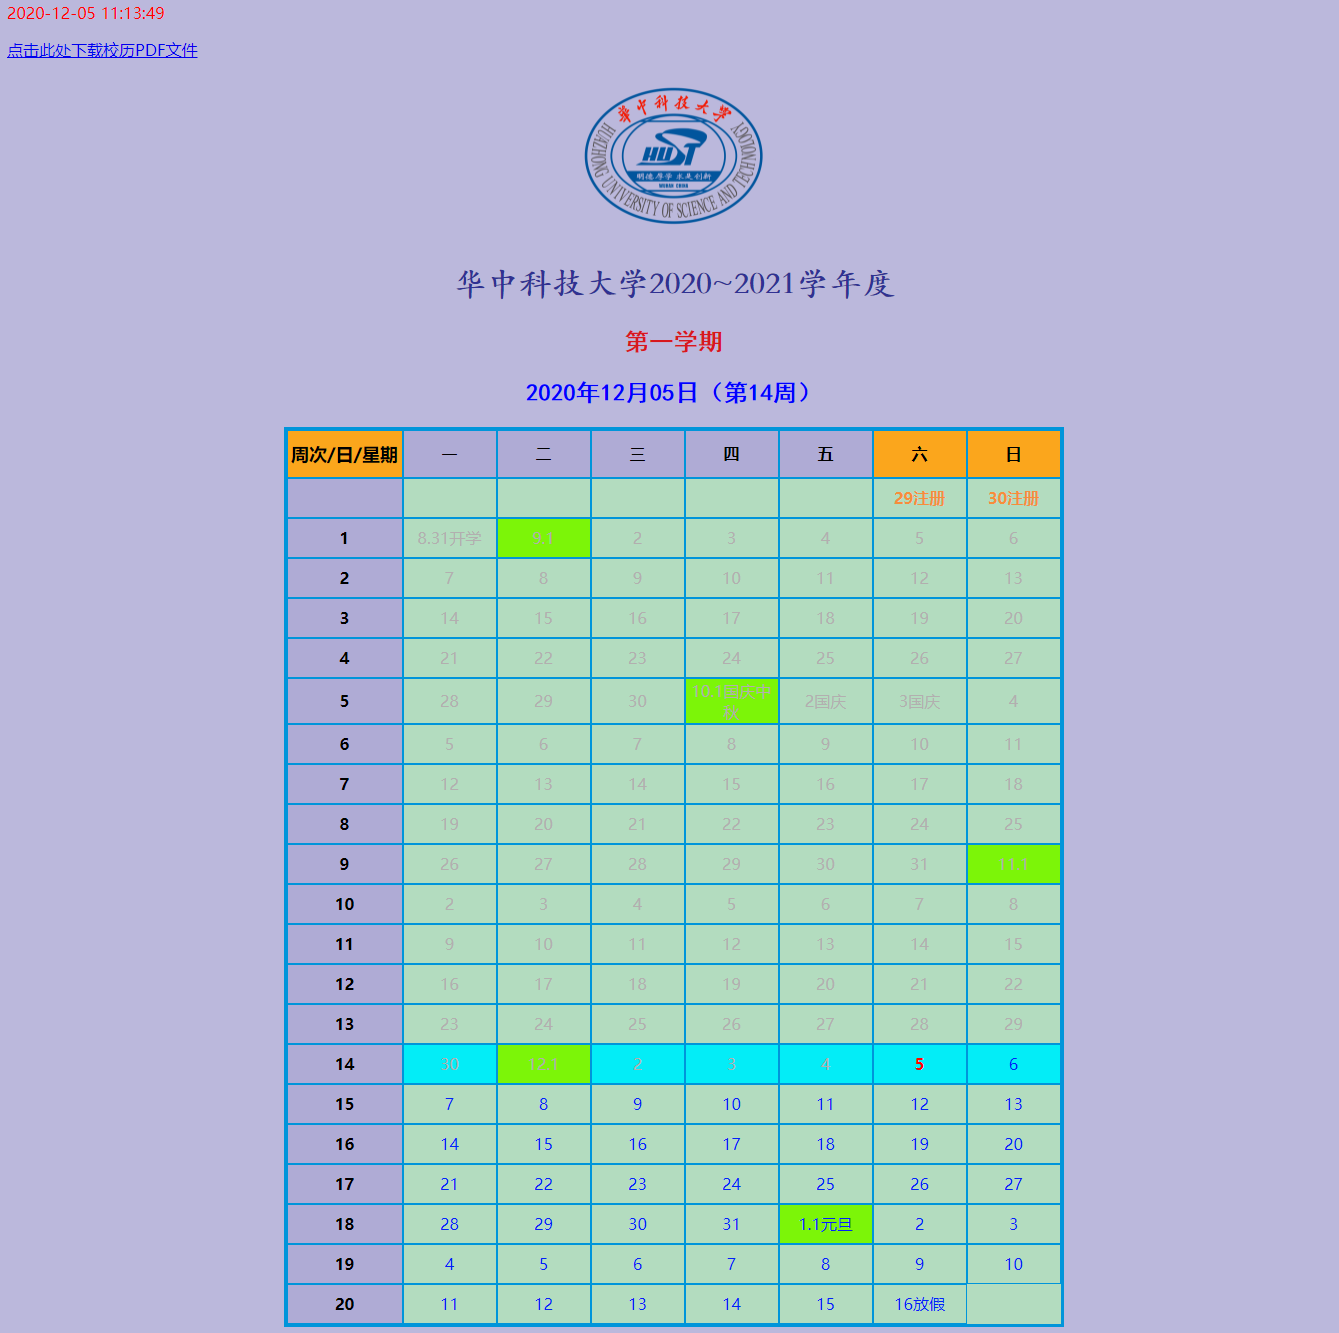 2020-12-05 11:13:49
点击此处下载校历PDF文件
華中科技大学
HUAZHONG UNIVERSITY OF SCIENCE AND TECHNOLOGY
HUST
明德厚学 求是创新
WUHAN CHINA
华中科技大学2020~2021学年度
第一学期
2020年12月05日（第14周）
周次/日/星期 一 二 三 四 五 六 日
29注册 30注册
1 8.31开学 9.1 2 3 4 5 6
2 7 8 9 10 11 12 13
3 14 15 16 17 18 19 20
4 21 22 23 24 25 26 27
5 28 29 30 10.1国庆中秋 2国庆 3国庆 4
6 5 6 7 8 9 10 11
7 12 13 14 15 16 17 18
8 19 20 21 22 23 24 25
9 26 27 28 29 30 31 11.1
10 2 3 4 5 6 7 8
11 9 10 11 12 13 14 15
12 16 17 18 19 20 21 22
13 23 24 25 26 27 28 29
14 30 12.1 2 3 4 5 6
15 7 8 9 10 11 12 13
16 14 15 16 17 18 19 20
17 21 22 23 24 25 26 27
18 28 29 30 31 1.1元旦 2 3
19 4 5 6 7 8 9 10
20 11 12 13 14 15 16放假